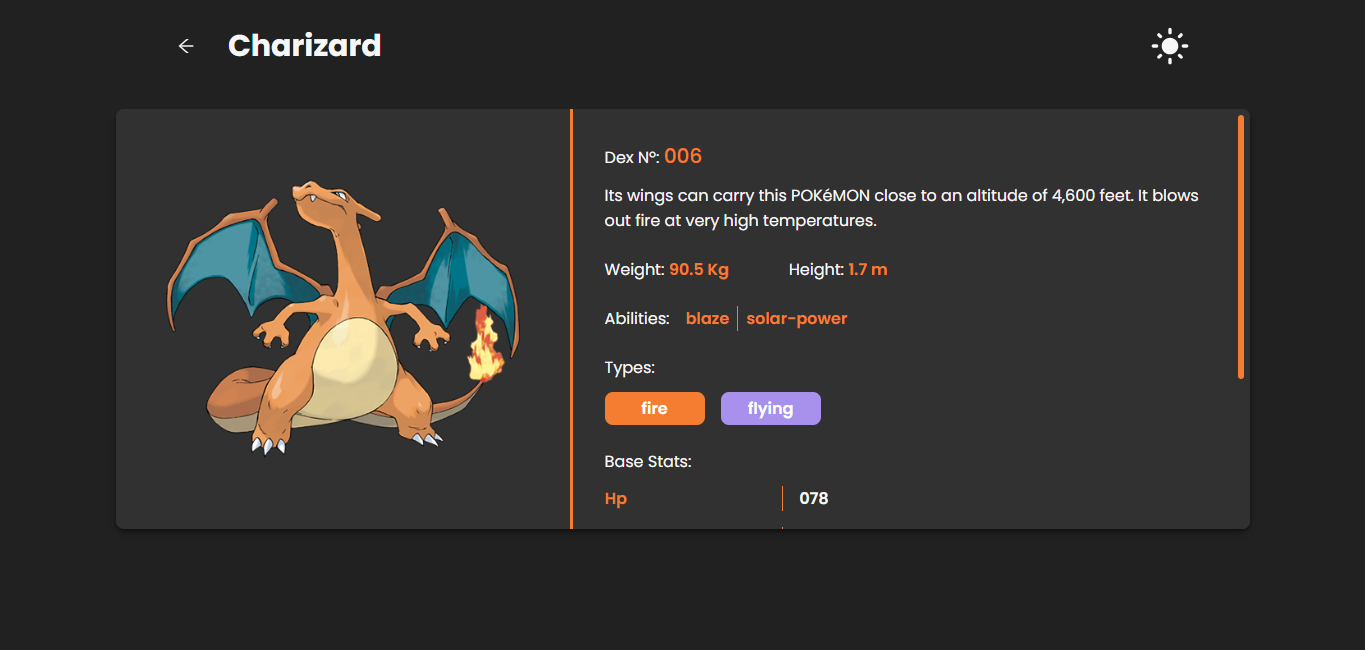 Charizard
Dex Nº: 006
Its wings can carry this POKéMON close to an altitude of 4,600 feet. It blows
out fire at very high temperatures.
Weight: 90.5 Kg Height: 1.7 m
Abilities: blaze solar-power
Types:
fire flying
Base Stats:
Hp 078